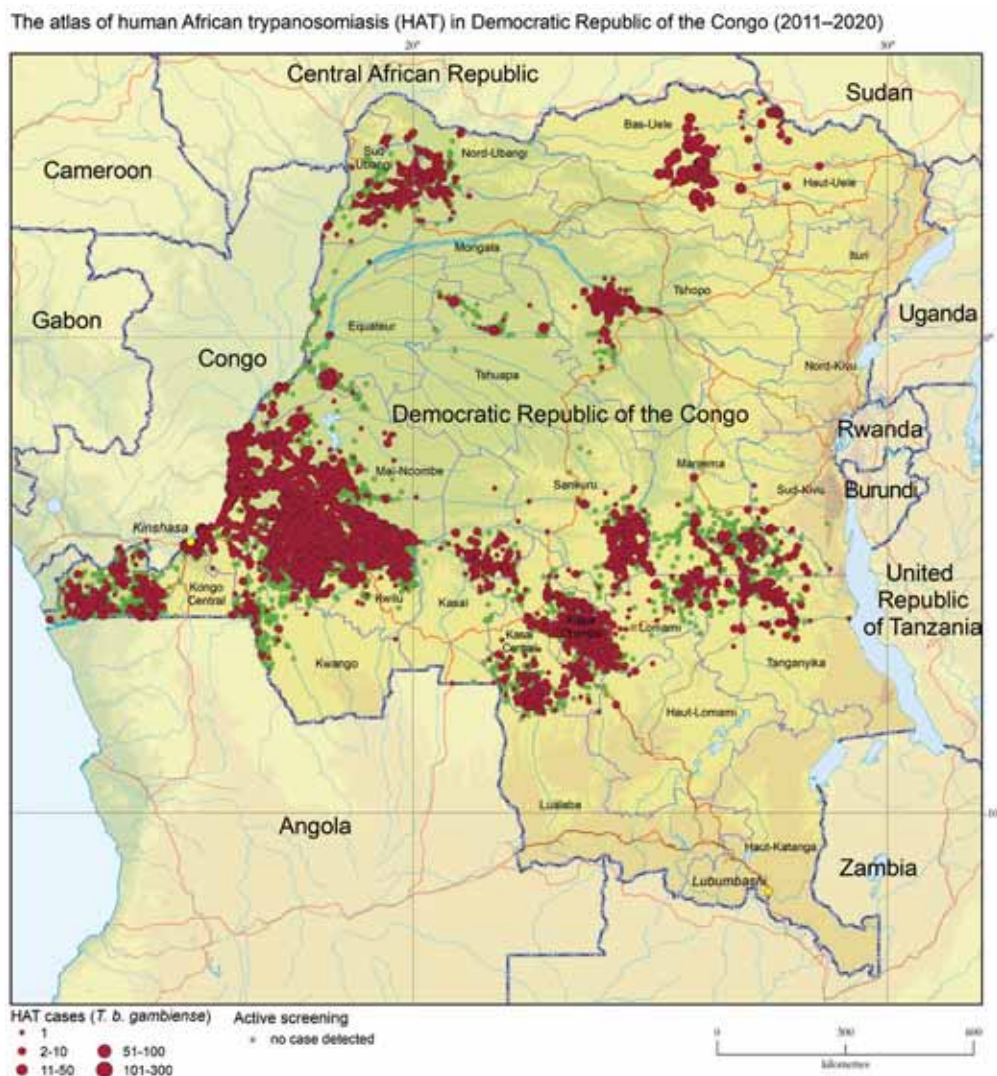 The atlas of human African trypanosomiasis (HAT) in Democratic Republic of the Congo (2011–2020)
20° 30°
Central African Republic
Sudan
Bas-Uele
Sud-Ubangi
Nord-Ubangi
Cameroon
Haut-Uele
Mongala
Ituri
Tshopo
Gabon
Uganda
Equateur
0°
Congo
Nord-Kivu
Tshuapa
Democratic Republic of the Congo
Rwanda
Mai-Ndombe
Maniema
Sankuru
Sud-Kivu
Burundi
Kinshasa
United
Republic
of Tanzania
Kongo
Central
Kwilu
Kasai
Kasai
Central
Lomami
Kwango
Tanganyika
Haut-Lomami
Lualaba
Angola
10
Haut-Katanga
Zambia
Lubumbashi
HAT cases (T. b. gambiense)
Active screening
1
no case detected
2-10
51-100
11-50
101-300
0 300 600
kilometres